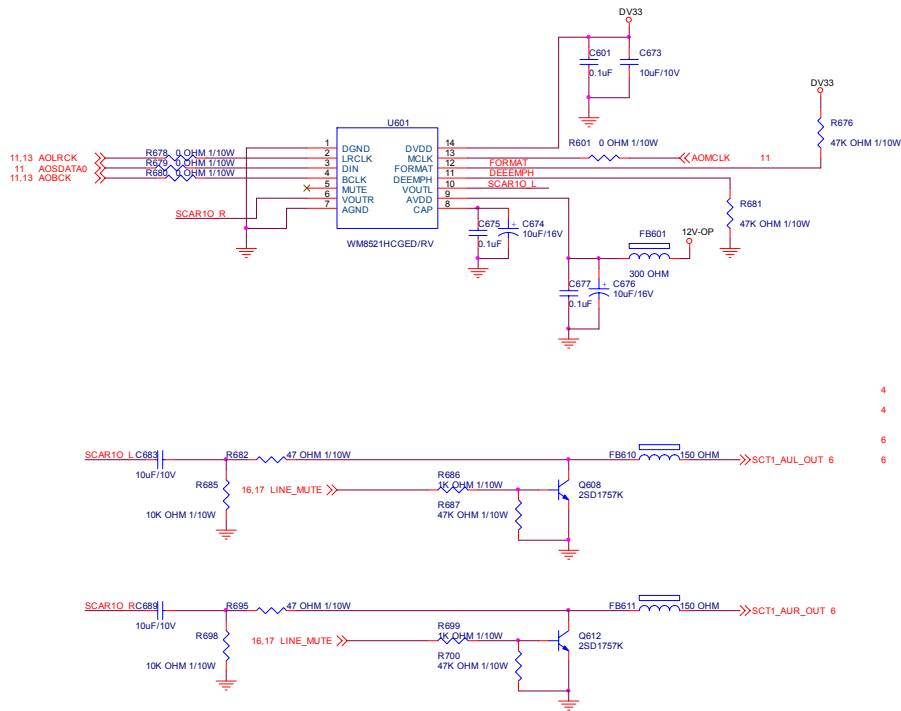 DV33
C601
C673
0.1uF
10uF/10V
DV33
U601
R676
47K OHM 1/10W
1 DGND DVDD 14
2 LRCLK MCLK 13
3 DIN FORMAT 12
4 BCLK DEEMPH 11
5 MUTE VOUTL 10
6 VOUTR AVDD 9
7 AGND CAP 8
WM8521HCGED/RV
11,13 AOLRCK
11 AOSDATA0
11,13 AOBCK
R678 0 OHM 1/10W
R679 0 OHM 1/10W
R680 0 OHM 1/10W
SCAR1O_R
R601 0 OHM 1/10W
AOMCLK 11
FORMAT
DEEEMPH
SCAR1O_L
R681
47K OHM 1/10W
C675
0.1uF
C674
10uF/16V
FB601
12V-OP
300 OHM
C677
0.1uF
C676
10uF/16V
4
4
6
6
SCAR1O_L C683
10uF/10V
R682 47 OHM 1/10W
R685
10K OHM 1/10W
16,17 LINE_MUTE
R686
1K OHM 1/10W
R687
47K OHM 1/10W
Q608
2SD1757K
FB610 150 OHM
SCT1_AUL_OUT 6
SCAR1O_R C689
10uF/10V
R695 47 OHM 1/10W
R698
10K OHM 1/10W
16,17 LINE_MUTE
R699
1K OHM 1/10W
R700
47K OHM 1/10W
Q612
2SD1757K
FB611 150 OHM
SCT1_AUR_OUT 6